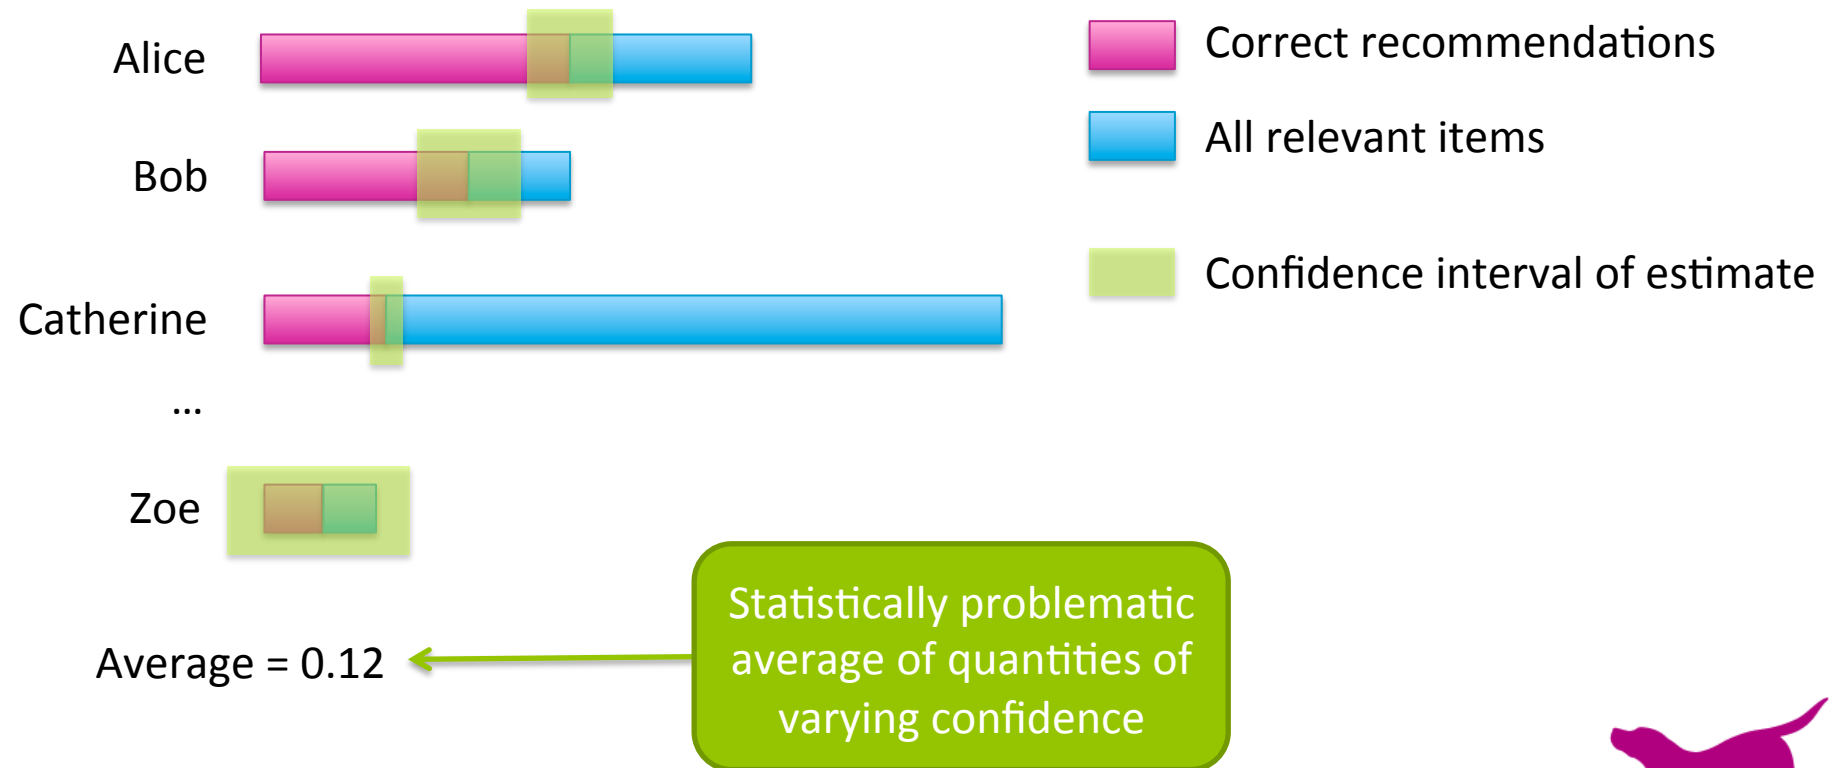 Alice
Correct recommendations
All relevant items
Bob
Confidence interval of estimate
Catherine
...
Zoe
Statistically problematic
average of quantities of
varying confidence
Average = 0.12